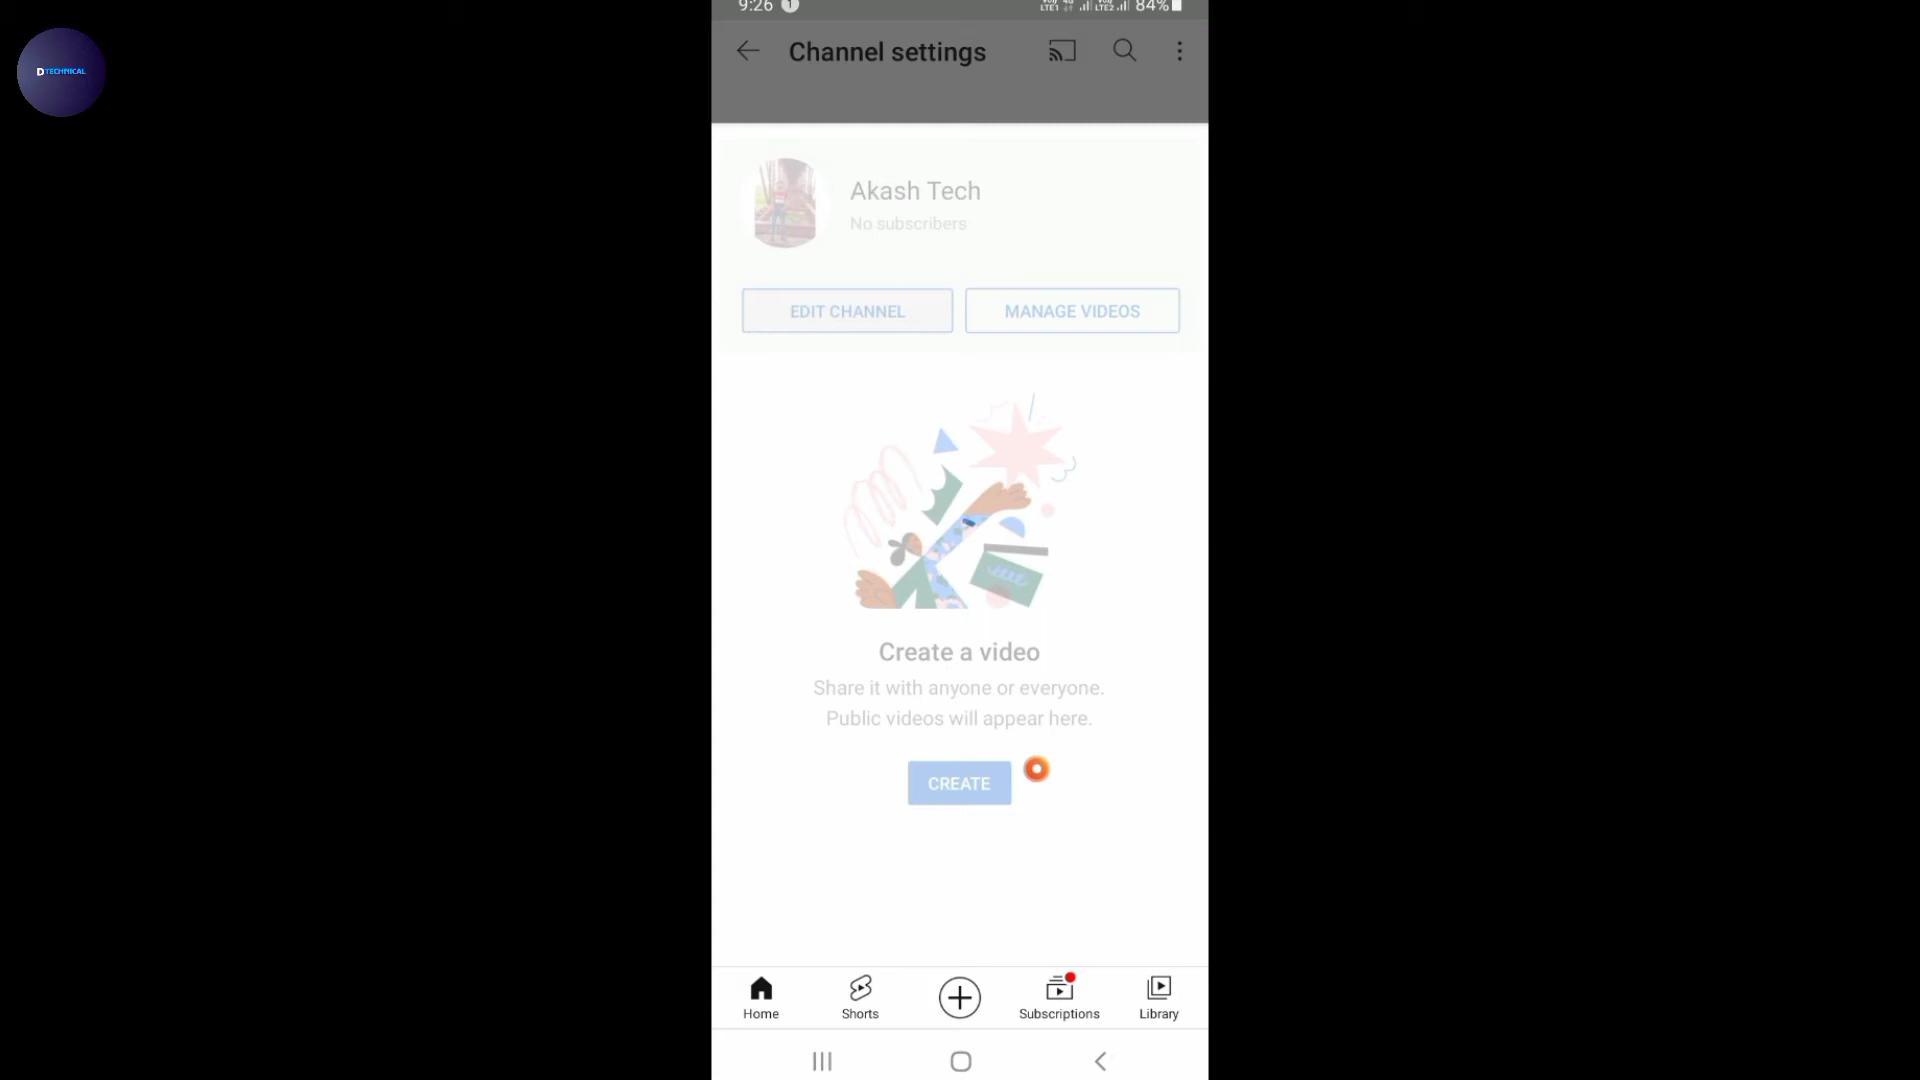 9:26 1 84%
D TECHNICAL
Channel settings
Akash Tech
No subscribers
EDIT CHANNEL MANAGE VIDEOS
Create a video
Share it with anyone or everyone.
Public videos will appear here.
CREATE
Home Shorts Subscriptions Library